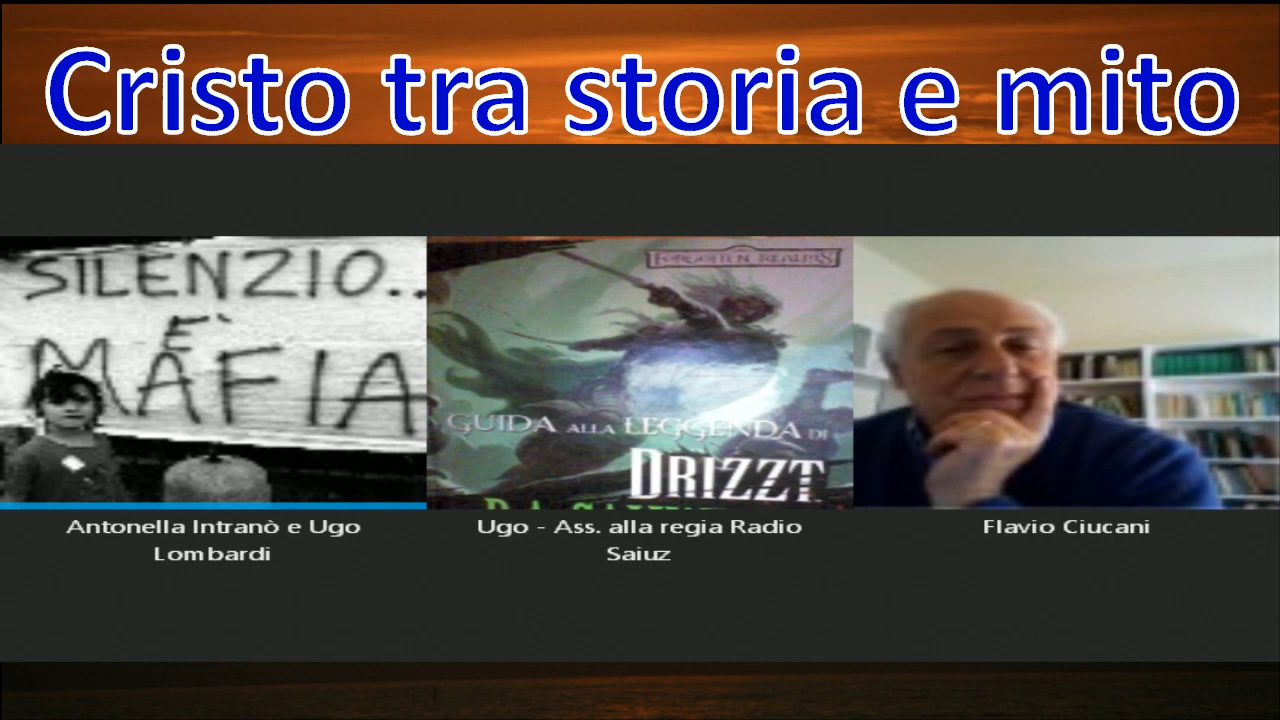 Cristo tra storia e mito
SILENZIO..
E'
MAFIA
FORGOTTEN REALMS
GUIDA ALLA LEGGENDA DI
DRIZZT
Antonella Intranò e Ugo
Lombardi
Ugo - Ass. alla regia Radio
Saiuz
Flavio Ciucani